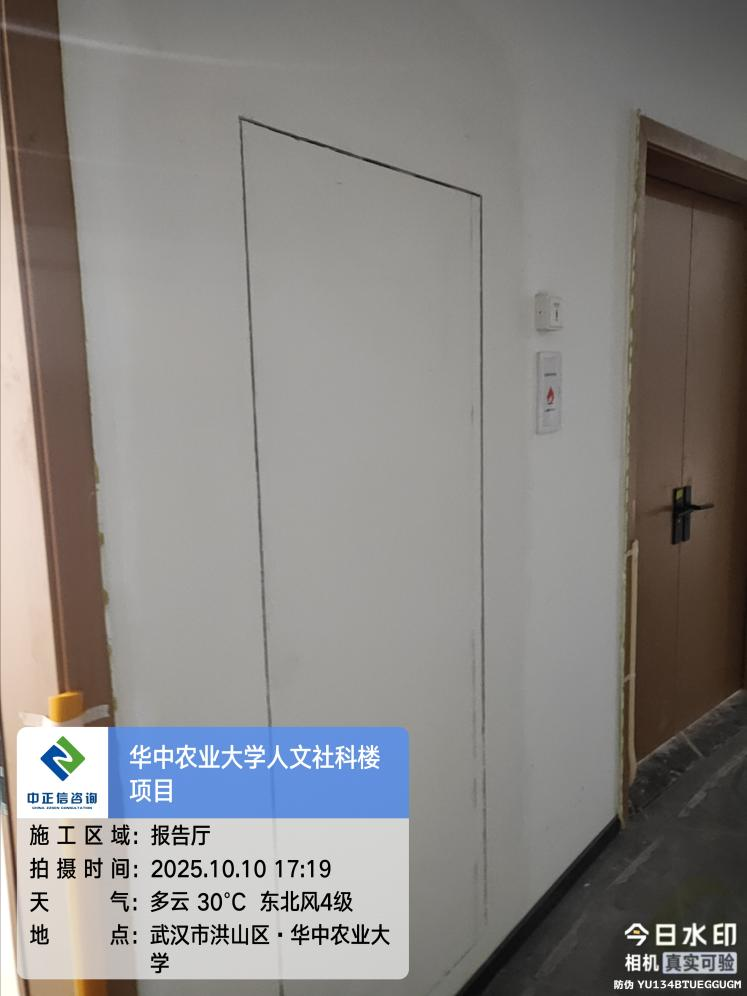 华中农业大学人文社科楼
项目
中正信咨询
施工区域：报告厅
拍摄时间：2025.10.10 17:19
天气：多云 30℃ 东北风4级
地点：武汉市洪山区·华中农业大
学
今日水印
相机 真实可验
防伪 YU134BTUEGGUGM